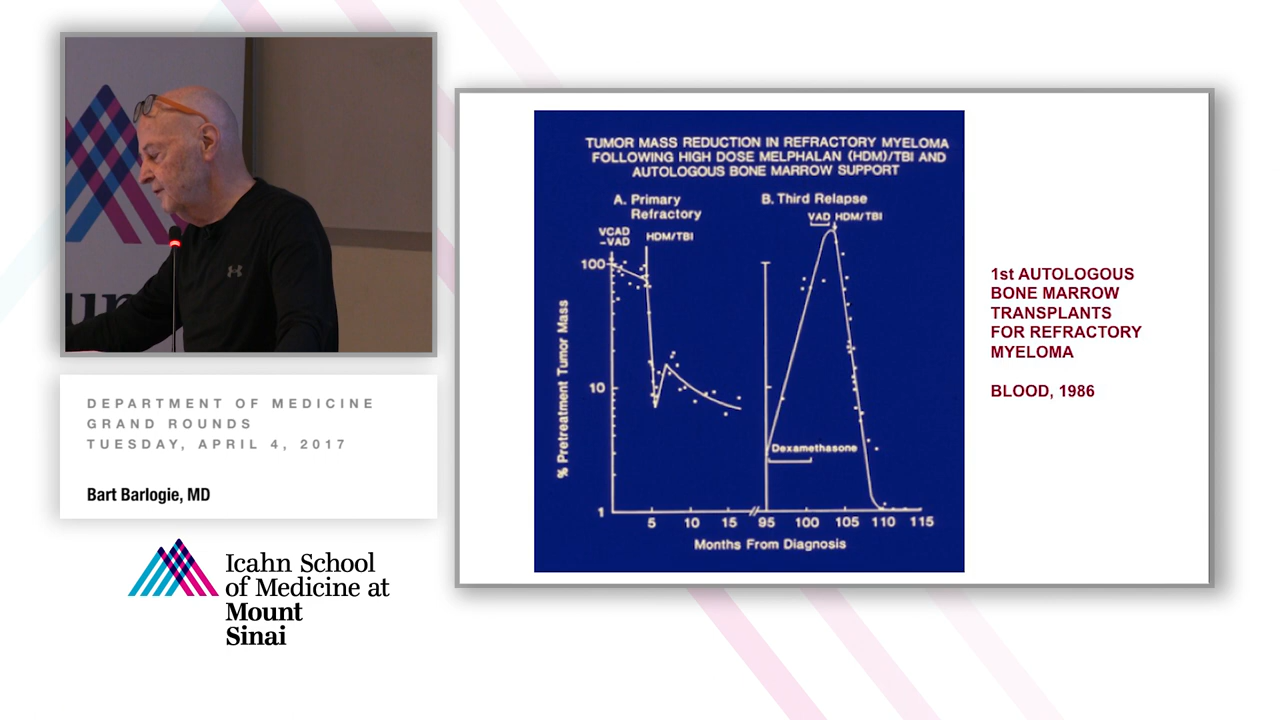 DEPARTMENT OF MEDICINE
GRAND ROUNDS
TUESDAY, APRIL 4, 2017
Bart Barlogie, MD
Icahn School
of Medicine at
Mount
Sinai
TUMOR MASS REDUCTION IN REFRACTORY MYELOMA
FOLLOWING HIGH DOSE MELPHALAN (HDM)/TBI AND
AUTOLOGOUS BONE MARROW SUPPORT
A. Primary
Refractory
VCAD
-VAD
HDM/TBI
B. Third Relapse
VAD HDM/TBI
100
10
1
% Pretreatment Tumor Mass
Dexamethasone
5 10 15 95 100 105 110 115
Months From Diagnosis
1st AUTOLOGOUS
BONE MARROW
TRANSPLANTS
FOR REFRACTORY
MYELOMA
BLOOD, 1986